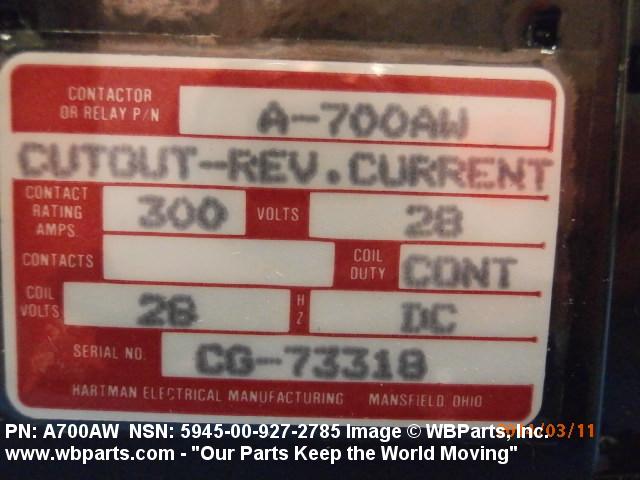 CONTACTOR
OR RELAY P/N
A-700AW
CUTOUT-REV.CURRENT
CONTACT
RATING
AMPS.
300
VOLTS
28
CONTACTS
COIL
DUTY
CONT
COIL
VOLTS
28
HZ
DC
SERIAL NO.
CG-73318
HARTMAN ELECTRICAL MANUFACTURING MANSFIELD, OHIO
PN: A700AW NSN: 5945-00-927-2785 Image © WBParts, Inc.
www.wbparts.com - "Our Parts Keep the World Moving"